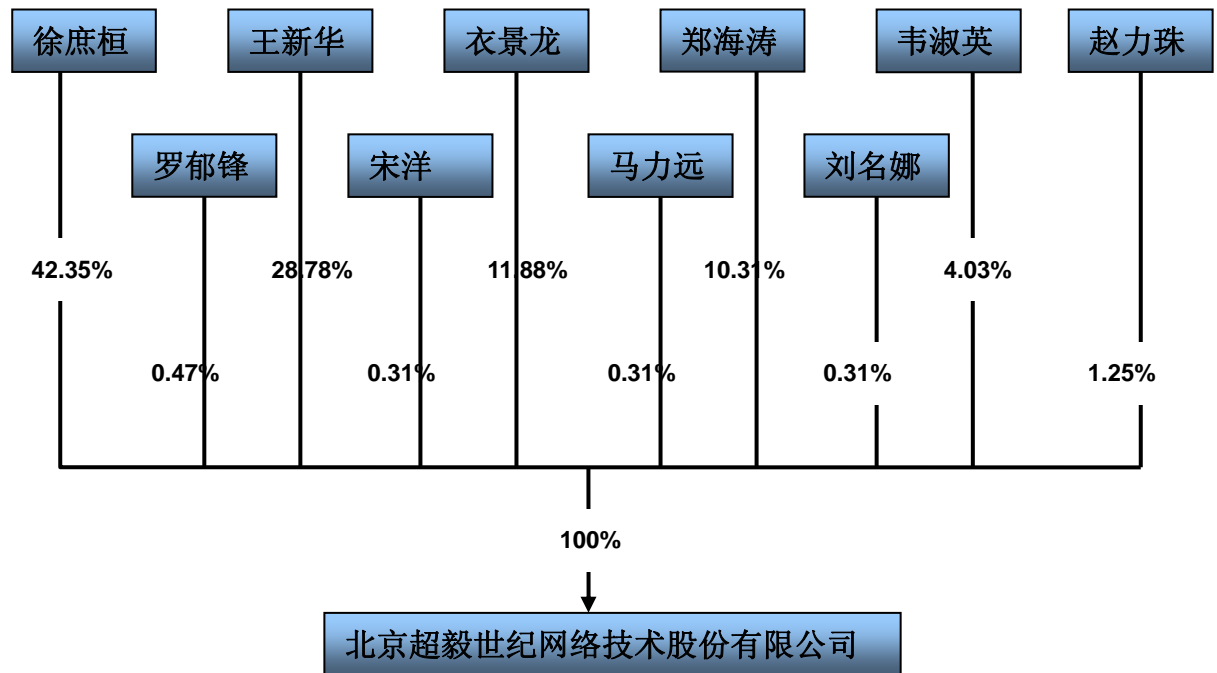 徐庶桓 王新华 衣景龙 郑海涛 韦淑英 赵力珠
罗郁锋 宋洋 马力远 刘名娜
42.35% 28.78% 11.88% 10.31% 4.03%
0.47% 0.31% 0.31% 0.31% 1.25%
100%
北京超毅世纪网络技术股份有限公司